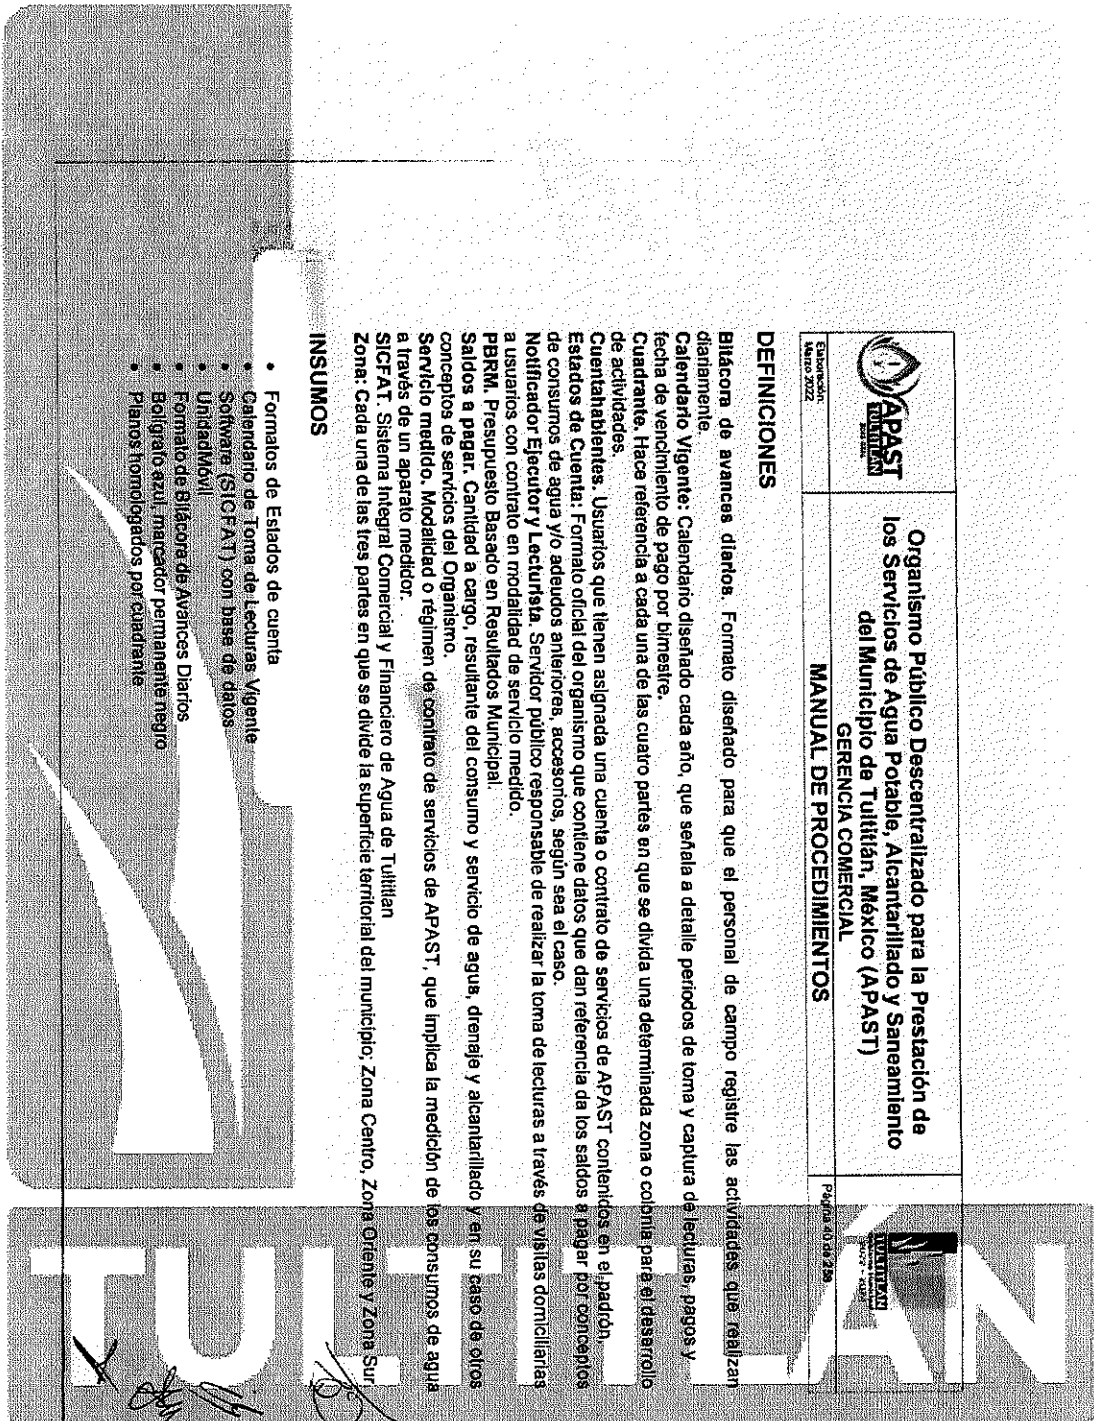 APAST
TULTITLÁN
Organismo Público Descentralizado para la Prestación de
los Servicios de Agua Potable, Alcantarillado y Saneamiento
del Municipio de Tultitlán, México (APAST)
GERENCIA COMERCIAL
TULTITLÁN
Elaboración:
Marzo 2022
MANUAL DE PROCEDIMIENTOS
Página 40 de 298
DEFINICIONES
Bitácora de avances diarios. Formato diseñado para que el personal de campo registre las actividades que realizan
diariamente.
Calendario Vigente: Calendario diseñado cada año, que señala a detalle periodos de toma y captura de lecturas, pagos y
fecha de vencimiento de pago por bimestre.
Cuadrante. Hace referencia a cada una de las cuatro partes en que se divida una determinada zona o colonia para el desarrollo
de actividades.
Cuentahabientes. Usuarios que tienen asignada una cuenta o contrato de servicios de APAST contenidos en el padrón.
Estados de Cuenta: Formato oficial del organismo que contiene datos que dan referencia da los saldos a pagar por conceptos
de consumos de agua y/o adeudos anteriores, accesorios, según sea el caso.
Notificador Ejecutor y Lecturista. Servidor público responsable de realizar la toma de lecturas a través de visitas domiciliarias
a usuarios con contrato en modalidad de servicio medido.
PBRM. Presupuesto Basado en Resultados Municipal.
Saldos a pagar. Cantidad a cargo, resultante del consumo y servicio de agua, drenaje y alcantarillado y en su caso de otros
conceptos de servicios del Organismo.
Servicio medido. Modalidad o régimen de contrato de servicios de APAST, que implica la medición de los consumos de agua
a través de un aparato medidor.
SICFAT. Sistema Integral Comercial y Financiero de Agua de Tultitlan
Zona: Cada una de las tres partes en que se divide la superficie territorial del municipio; Zona Centro, Zona Oriente y Zona Sur
INSUMOS
• Formatos de Estados de cuenta
• Calendario de Toma de Lecturas Vigente
• Software (SICFAT) con base de datos
• Unidad Móvil
• Formato de Bitácora de Avances Diarios
• Bolígrafo azul, marcador permanente negro
• Planos homologados por cuadrante
TULTITLÁN